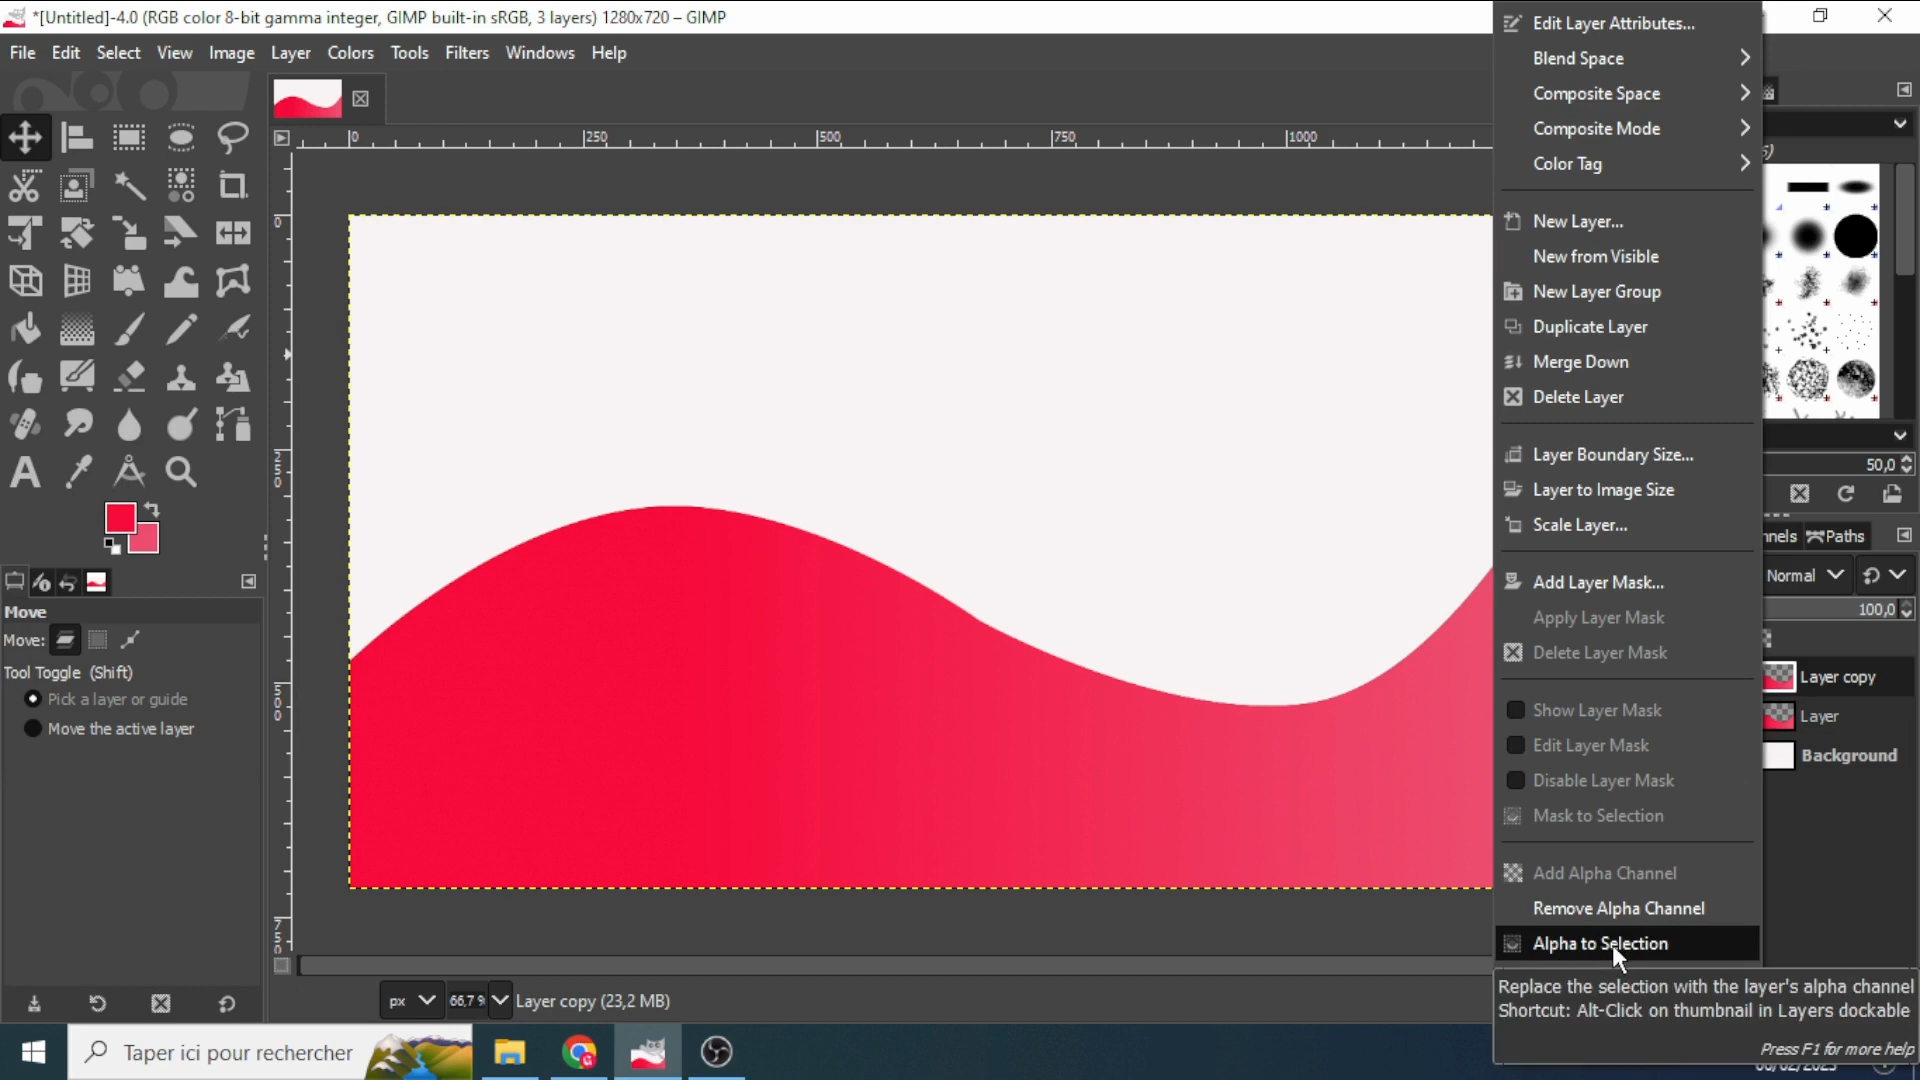 *[Untitled]-4.0 (RGB color 8-bit gamma integer, GIMP built-in sRGB, 3 layers) 1280x720 – GIMP
File Edit Select View Image Layer Colors Tools Filters Windows Help
0 250 500 750 1000
0
250
500
750
Move
Move:
Tool Toggle (Shift)
Pick a layer or guide
Move the active layer
px 66,7 % Layer copy (23,2 MB)
Edit Layer Attributes...
Blend Space
Composite Space
Composite Mode
Color Tag
New Layer...
New from Visible
New Layer Group
Duplicate Layer
Merge Down
Delete Layer
Layer Boundary Size...
Layer to Image Size
Scale Layer...
Add Layer Mask...
Apply Layer Mask
Delete Layer Mask
Show Layer Mask
Edit Layer Mask
Disable Layer Mask
Mask to Selection
Add Alpha Channel
Remove Alpha Channel
Alpha to Selection
Replace the selection with the layer's alpha channel
Shortcut: Alt-Click on thumbnail in Layers dockable
Press F1 for more help
50,0
Paths
Normal
100,0
Layer copy
Layer
Background
Taper ici pour rechercher